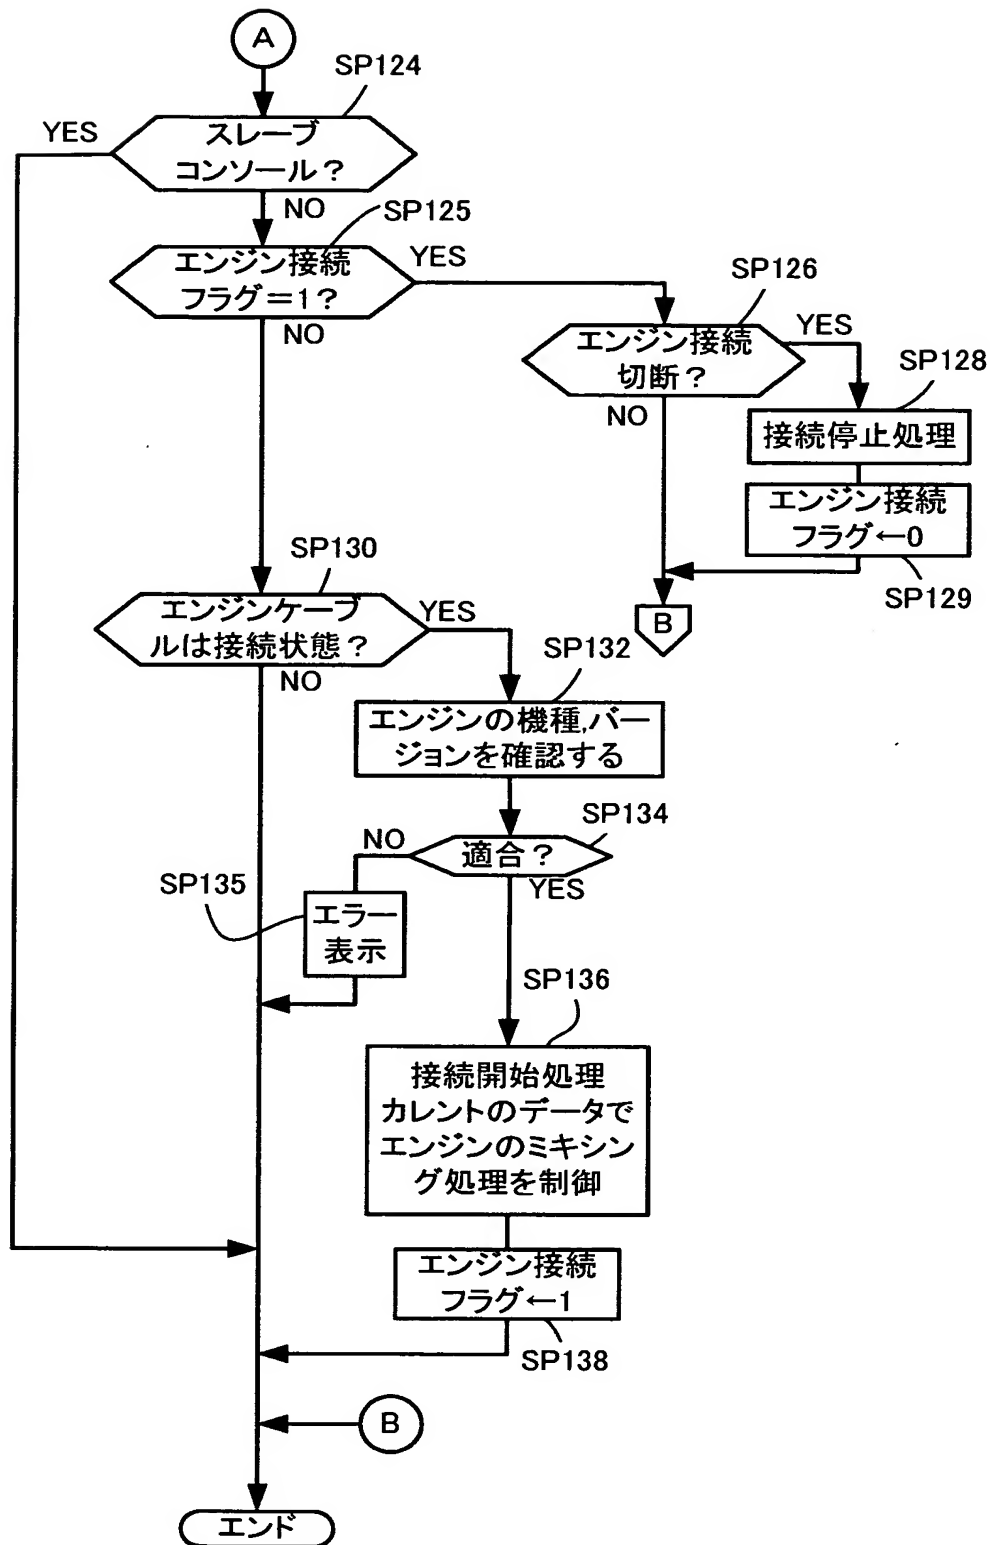 A
SP124
YES
スレーブ
コンソール？
NO
SP125
エンジン接続
フラグ＝1？
YES
NO
SP126
エンジン接続
切断？
YES
NO
SP128
接続停止処理
エンジン接続
フラグ←0
SP129
B
SP130
エンジンケーブ
ルは接続状態？
YES
NO
SP132
エンジンの機種,バー
ジョンを確認する
SP134
適合？
NO
YES
SP135
エラー
表示
SP136
接続開始処理
カレントのデータで
エンジンのミキシン
グ処理を制御
エンジン接続
フラグ←1
SP138
B
エンド